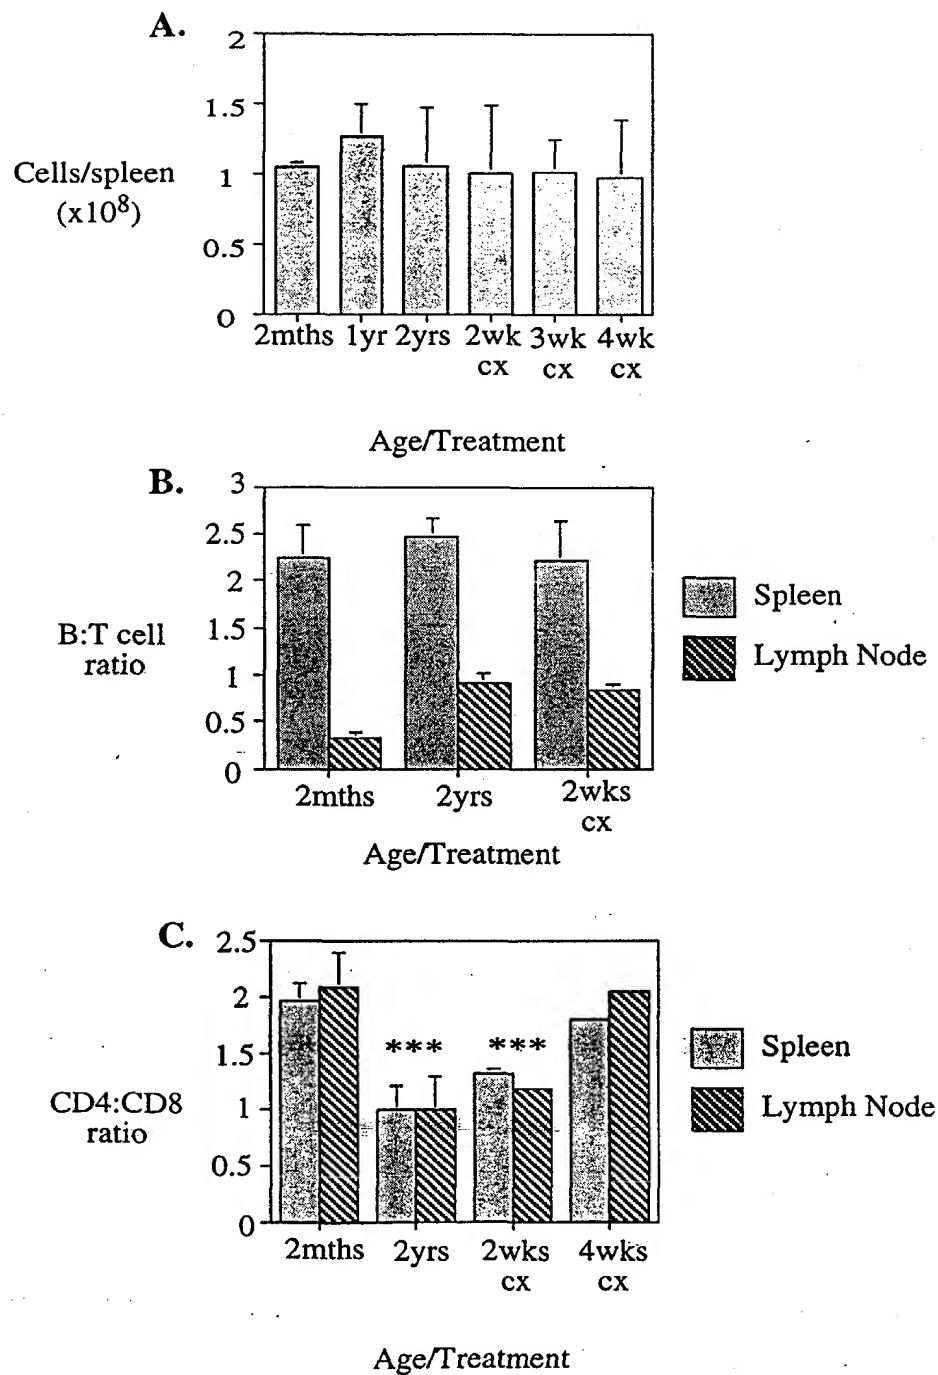 A.
2
1.5
1
0.5
0
Cells/spleen
(x10⁸)
2mths 1yr 2yrs 2wk 3wk 4wk
cx cx cx
Age/Treatment
B.
3
2.5
2
1.5
1
0.5
0
B:T cell
ratio
2mths 2yrs 2wks
cx
Age/Treatment
Spleen
Lymph Node
C.
2.5
2
1.5
1
0.5
0
CD4:CD8
ratio
*** ***
2mths 2yrs 2wks 4wks
cx cx
Age/Treatment
Spleen
Lymph Node